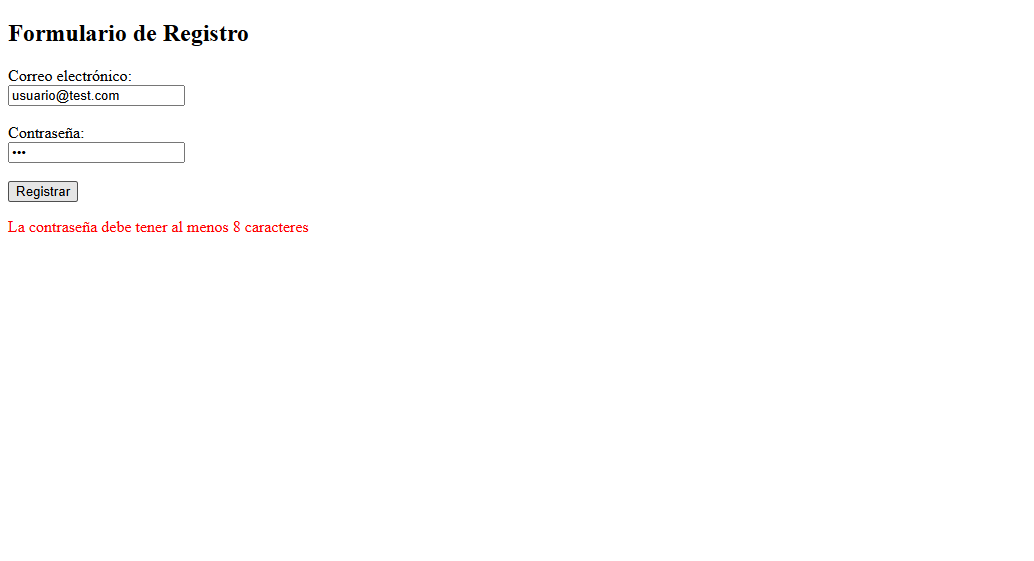 Formulario de Registro
Correo electrónico:
usuario@test.com
Contraseña:
•••
Registrar
La contraseña debe tener al menos 8 caracteres